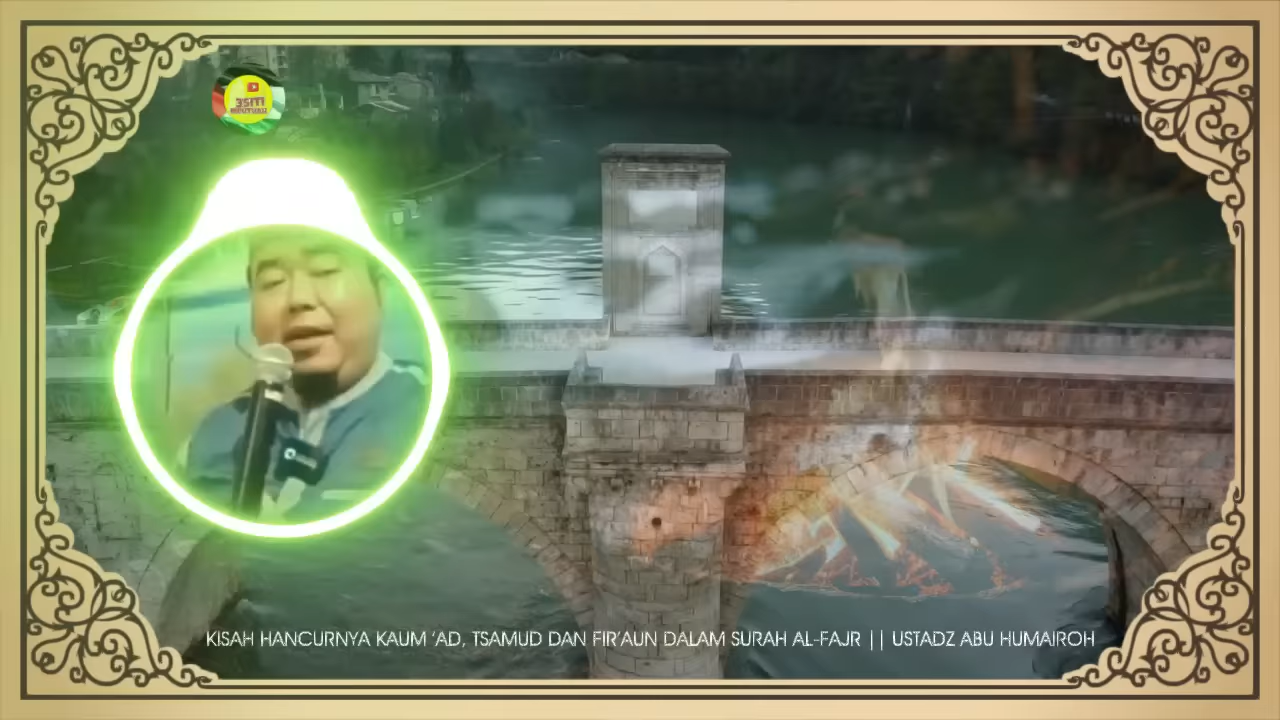 KISAH HANCURNYA KAUM 'AD, TSAMUD DAN FIR'AUN DALAM SURAH AL-FAJR || USTADZ ABU HUMAIROH